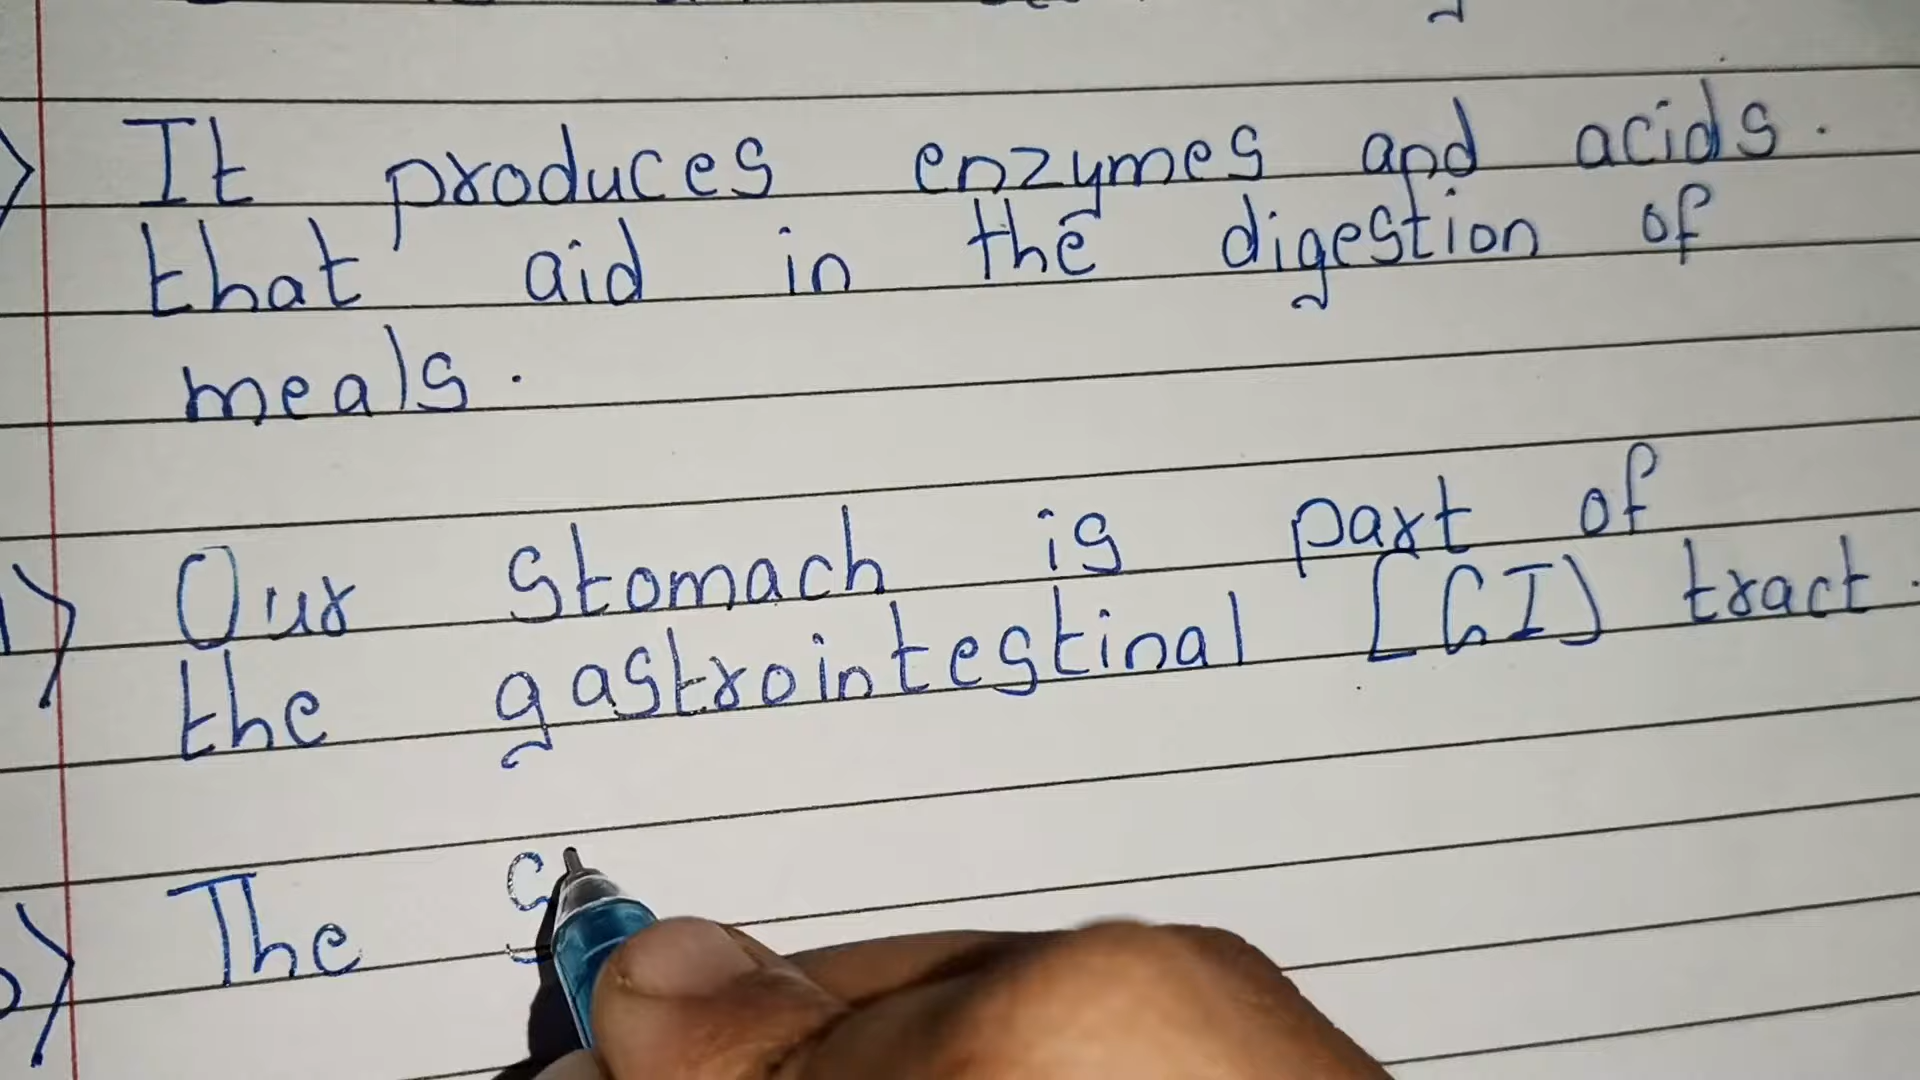 It produces enzymes and acids.
that aid in the digestion of
meals.
Our stomach is part of
the gastrointestinal [GI] tract.
The S